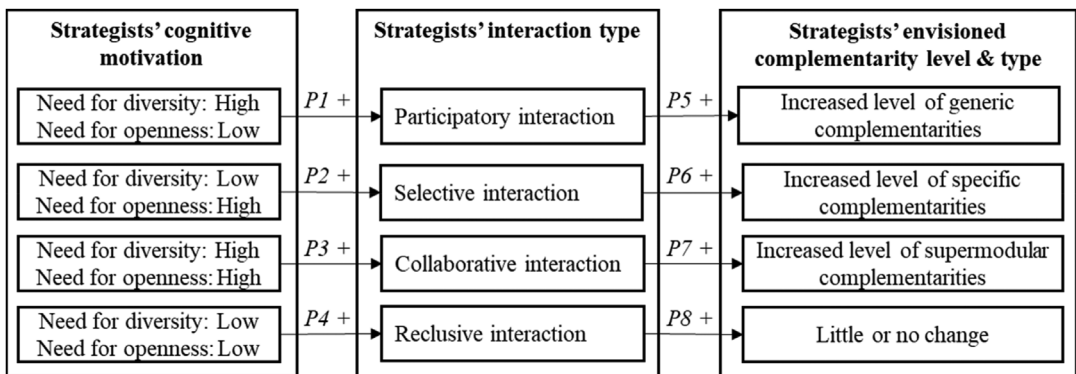 Strategists' cognitive
motivation
Strategists' interaction type
Strategists' envisioned
complementarity level & type
Need for diversity: High
Need for openness: Low
P1 +
Participatory interaction
P5 +
Increased level of generic
complementarities
Need for diversity: Low
Need for openness: High
P2 +
Selective interaction
P6 +
Increased level of specific
complementarities
Need for diversity: High
Need for openness: High
P3 +
Collaborative interaction
P7 +
Increased level of supermodular
complementarities
Need for diversity: Low
Need for openness: Low
P4 +
Reclusive interaction
P8 +
Little or no change